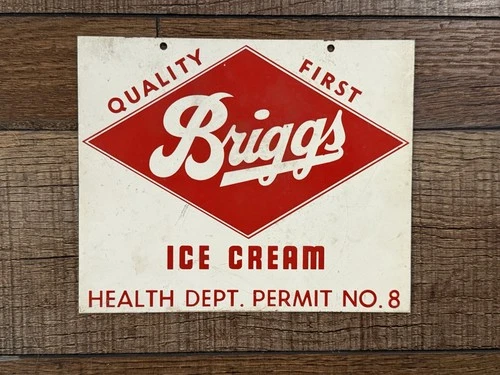 QUALITY FIRST
Briggs
ICE CREAM
HEALTH DEPT. PERMIT NO. 8